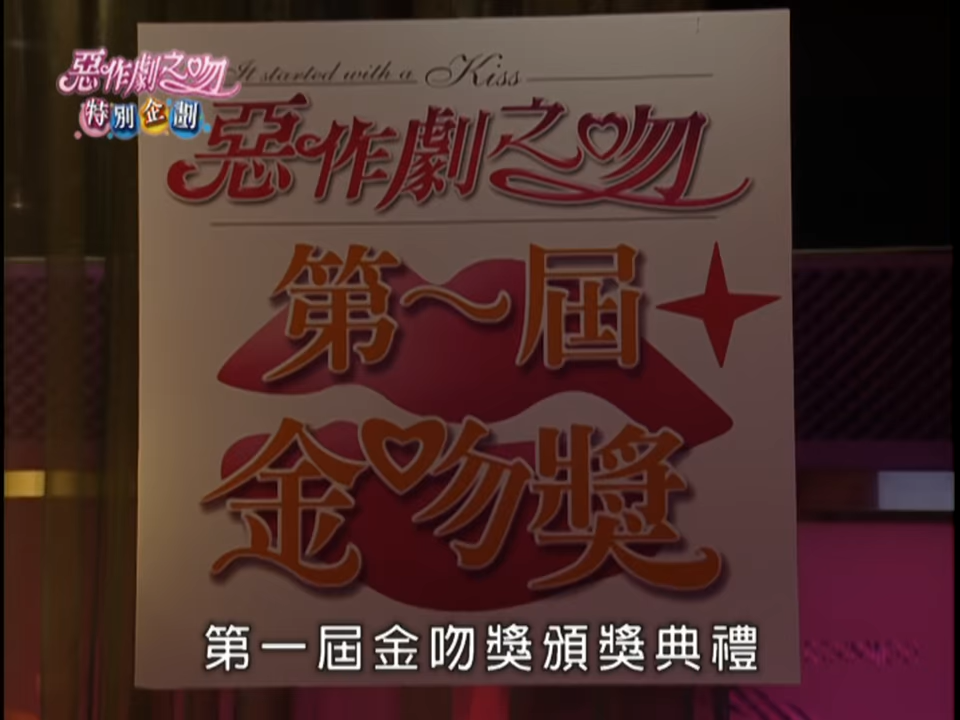 惡作劇之吻
特別企劃
It started with a Kiss
惡作劇之吻
第一屆
金吻獎
第一屆金吻獎頒獎典禮